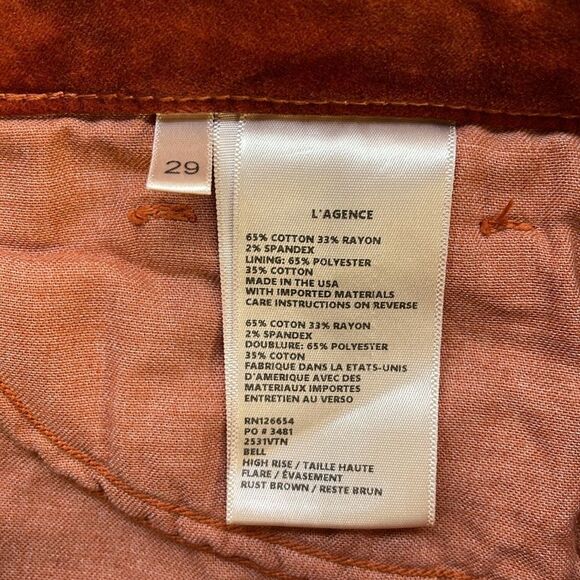 29
L'AGENCE
65% COTTON 33% RAYON
2% SPANDEX
LINING: 65% POLYESTER
35% COTTON
MADE IN THE USA
WITH IMPORTED MATERIALS
CARE INSTRUCTIONS ON REVERSE
65% COTON 33% RAYON
2% SPANDEX
DOUBLURE: 65% POLYESTER
35% COTON
FABRIQUE DANS LA ETATS-UNIS
D'AMERIQUE AVEC DES
MATERIAUX IMPORTES
ENTRETIEN AU VERSO
RN126654
PO # 3481
2531VTN
BELL
HIGH RISE / TAILLE HAUTE
FLARE / ÉVASEMENT
RUST BROWN / RESTE BRUN